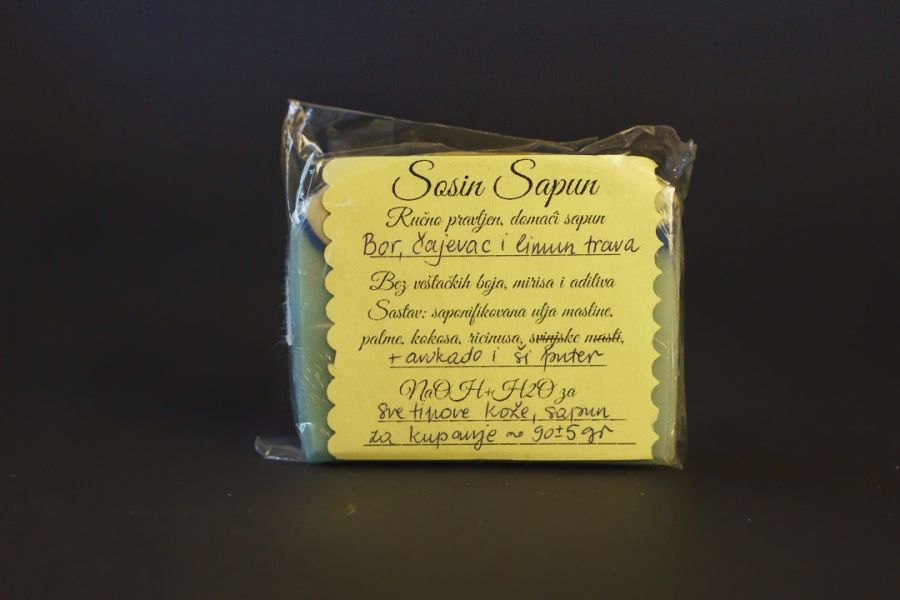 Sosin Sapun
Ručno pravljen, domaći sapun
Bor, čajevac i limun trava
Bez veštačkih boja, mirisa i aditiva
Sastav: saponifikovana ulja masline,
palme, kokosa, ricinusa, svinjske masti,
+ avokado i ši puter
NaOH+H2O za
sve tipove kože, sapun
za kupanje ~ 90±5 gr